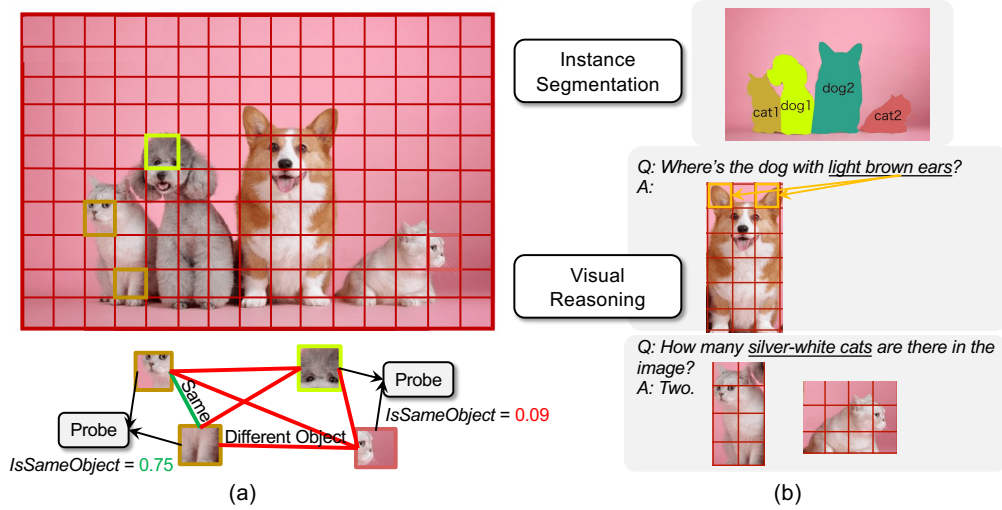 Same
Different Object
Probe
IsSameObject = 0.75
Probe
IsSameObject = 0.09
(a)
Instance
Segmentation
cat1
dog1
dog2
cat2
Visual
Reasoning
Q: Where's the dog with light brown ears?
A:
Q: How many silver-white cats are there in the
image?
A: Two.
(b)